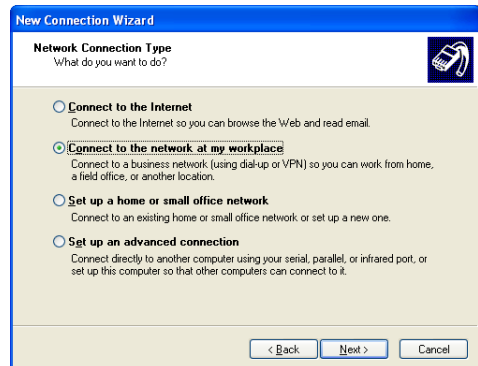 New Connection Wizard
Network Connection Type
What do you want to do?
Connect to the Internet
Connect to the Internet so you can browse the Web and read email.
Connect to the network at my workplace
Connect to a business network (using dial-up or VPN) so you can work from home,
a field office, or another location.
Set up a home or small office network
Connect to an existing home or small office network or set up a new one.
Set up an advanced connection
Connect directly to another computer using your serial, parallel, or infrared port, or
set up this computer so that other computers can connect to it.
< Back Next > Cancel